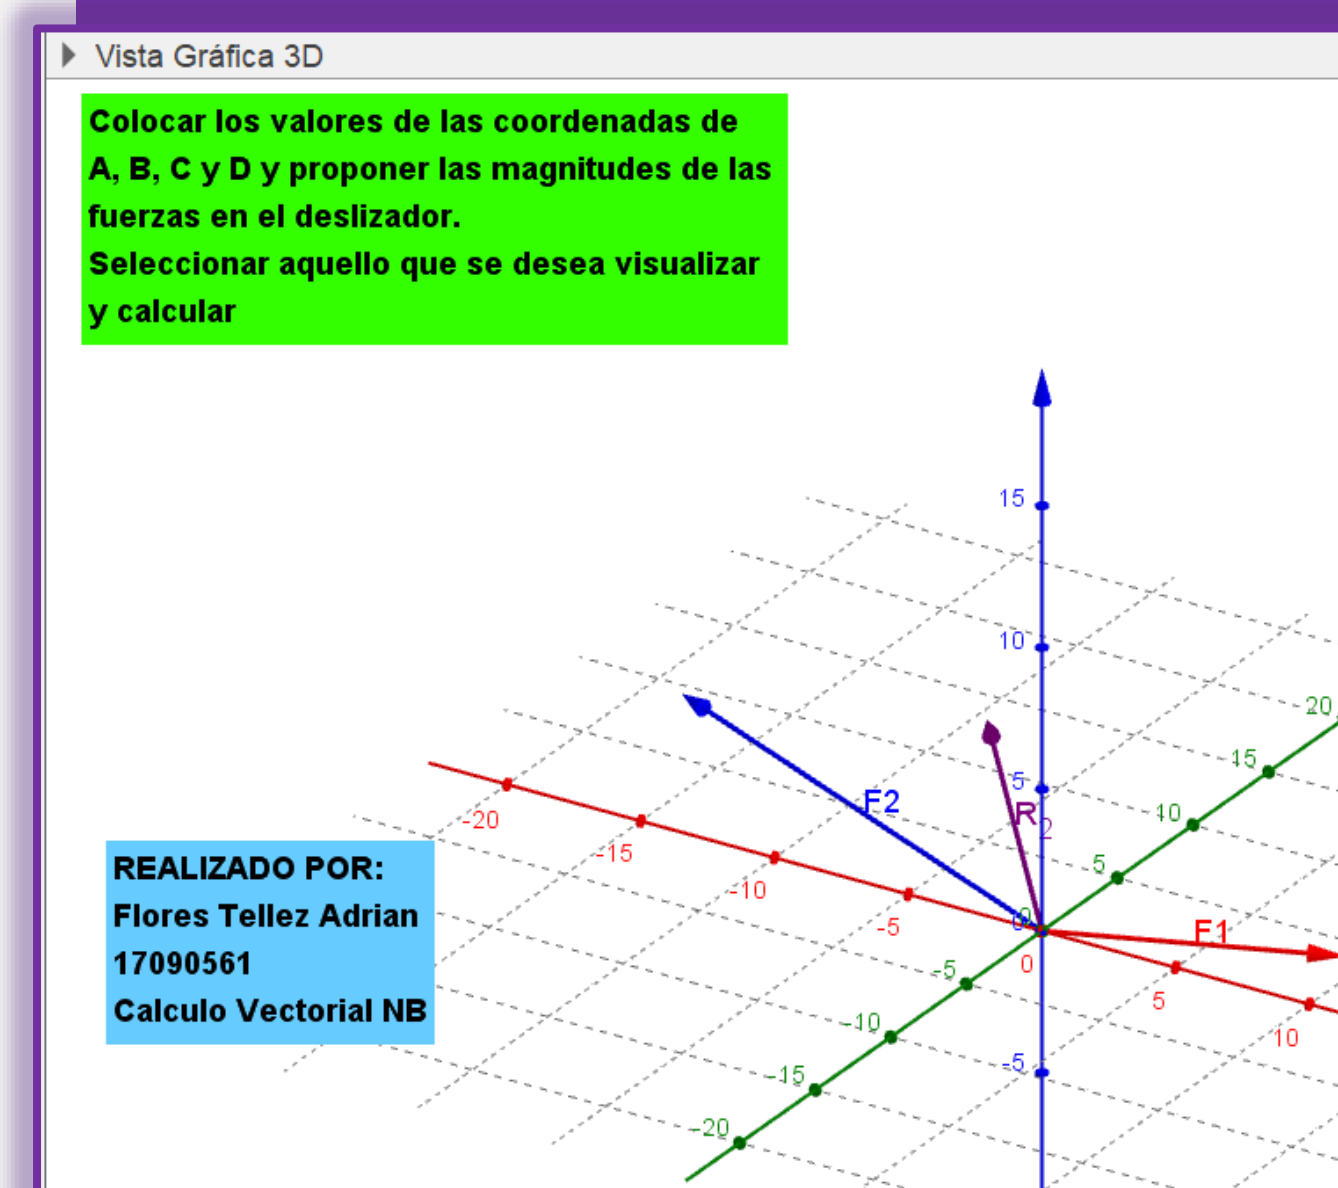 Vista Gráfica 3D
Colocar los valores de las coordenadas de
A, B, C y D y proponer las magnitudes de las
fuerzas en el deslizador.
Seleccionar aquello que se desea visualizar
y calcular
15
10
20
15
5
F2
R
2
10
-20
-15
5
REALIZADO POR:
Flores Tellez Adrian
17090561
Calculo Vectorial NB
-10
-5
0
0
F1
0
-5
5
-10
10
-5
-15
-20